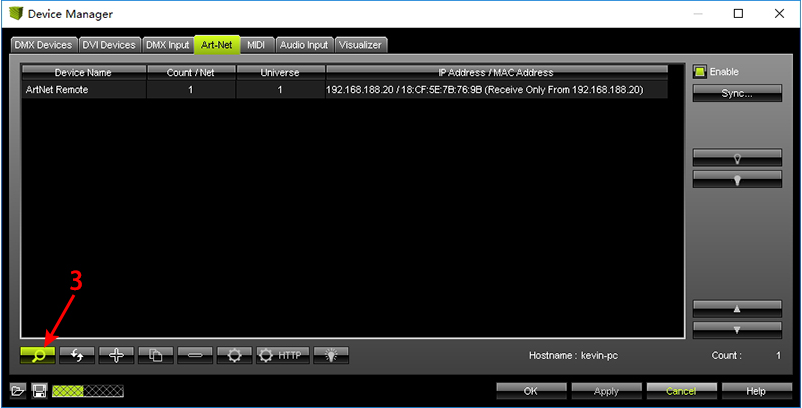 Device Manager
DMX Devices DVI Devices DMX Input Art-Net MIDI Audio Input Visualizer
Device Name Count / Net Universe IP Address / MAC Address
ArtNet Remote 1 1 192.168.188.20 / 18:CF:5E:7B:76:9B (Receive Only From 192.168.188.20)
Enable
Sync...
3
HTTP
Hostname : kevin-pc Count : 1
OK Apply Cancel Help